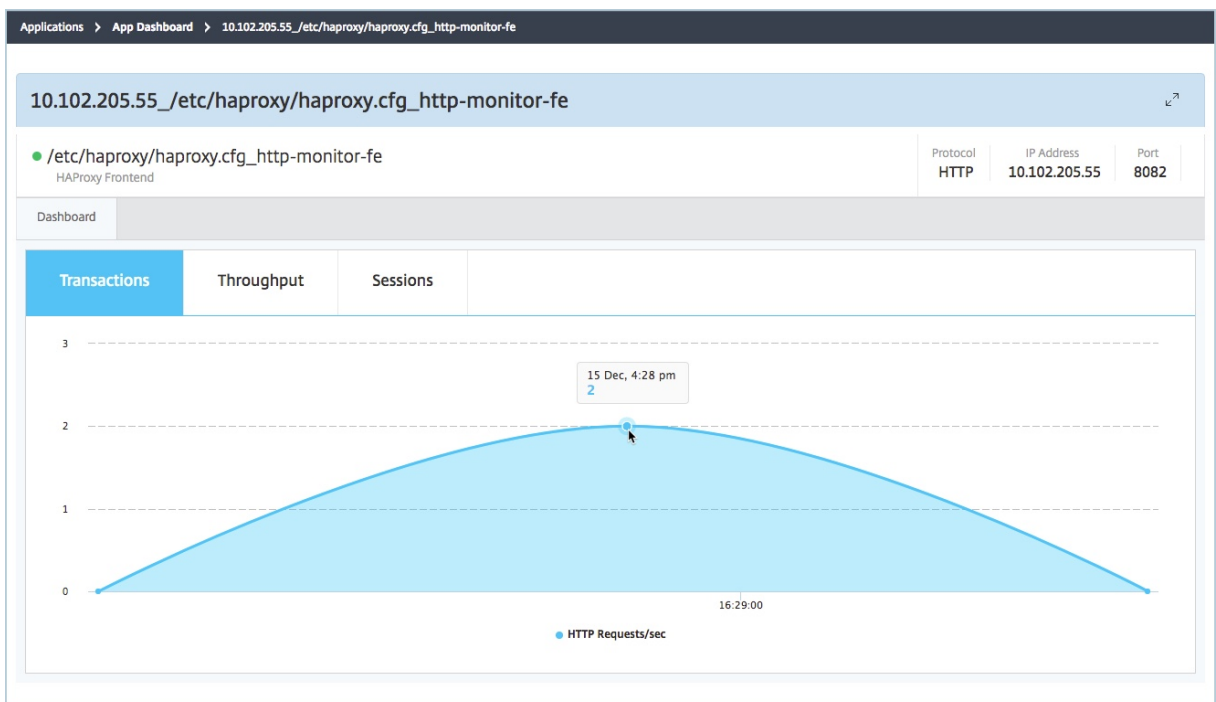 Applications > App Dashboard > 10.102.205.55_/etc/haproxy/haproxy.cfg_http-monitor-fe
10.102.205.55_/etc/haproxy/haproxy.cfg_http-monitor-fe
/etc/haproxy/haproxy.cfg_http-monitor-fe
HAProxy Frontend
Protocol
HTTP
IP Address
10.102.205.55
Port
8082
Dashboard
Transactions Throughput Sessions
3
15 Dec, 4:28 pm
2
2
1
0
16:29:00
HTTP Requests/sec